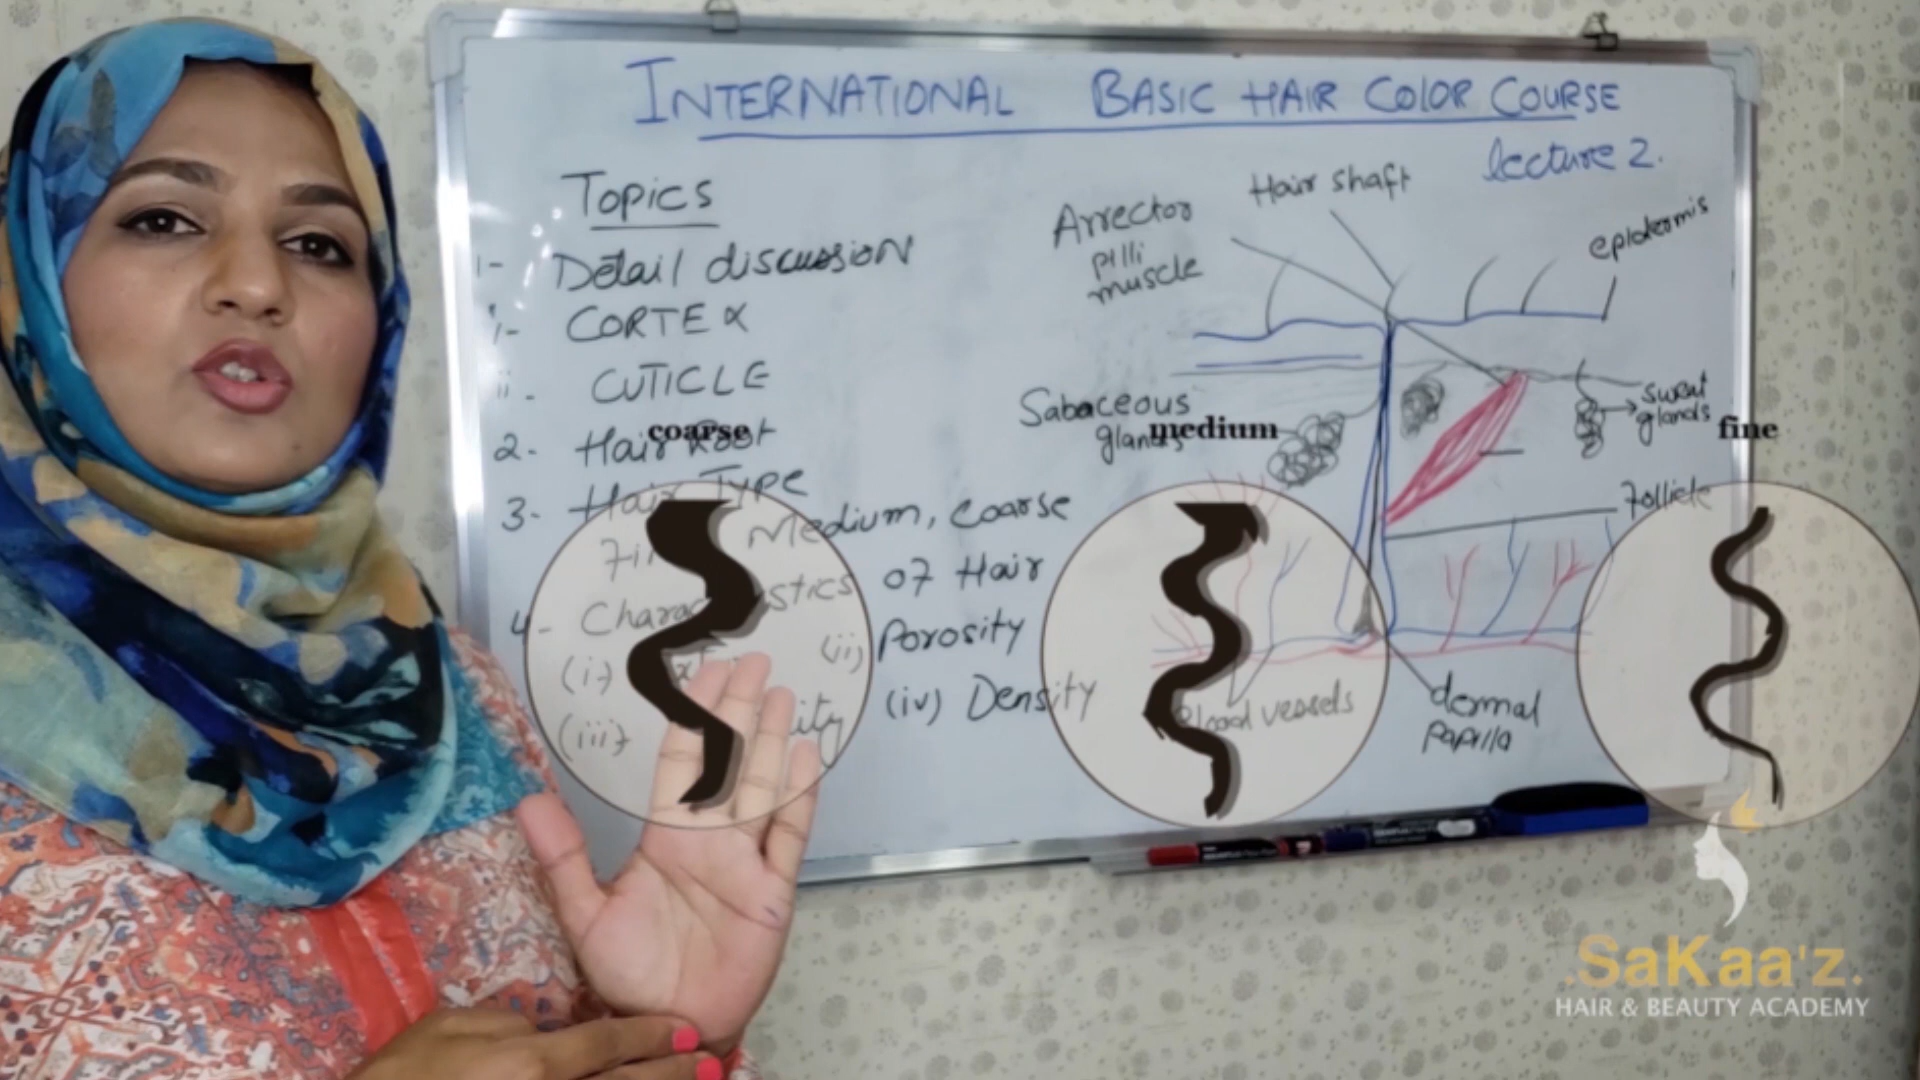 INTERNATIONAL BASIC HAIR COLOR COURSE
lecture 2.
Topics
1- Detail discussion
i- CORTEX
ii- CUTICLE
2- Hair Root
3- Hair Type
Medium, Coarse
4- of Hair
(i) (ii) Porosity
(iii) (iv) Density
Hair shaft
Arrector
pilli
muscle
epidermis
Sabaceous
glands
sweat
glands
Follicle
Blood vessels
dermal
papilla
coarse
medium
fine
.SaKaa'z.
HAIR & BEAUTY ACADEMY